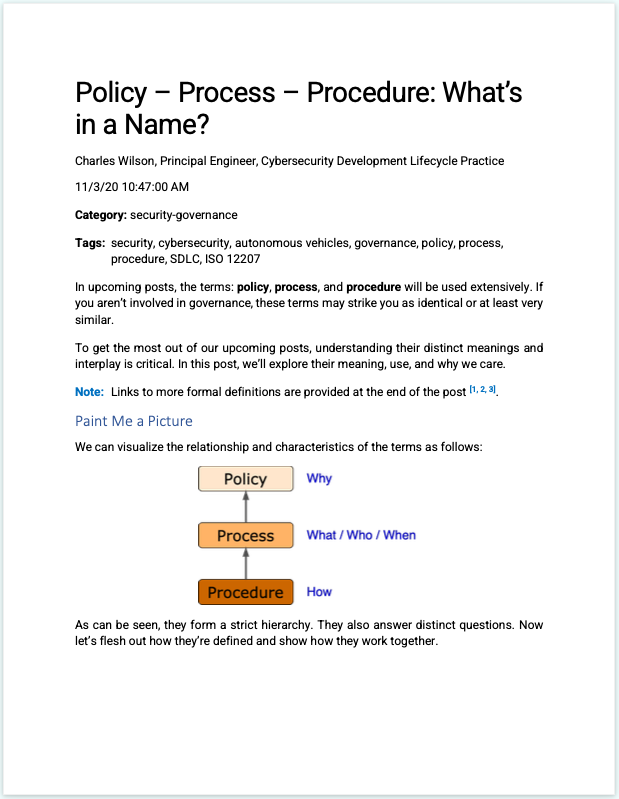 Policy – Process – Procedure: What’s
in a Name?
Charles Wilson, Principal Engineer, Cybersecurity Development Lifecycle Practice
11/3/20 10:47:00 AM
Category: security-governance
Tags: security, cybersecurity, autonomous vehicles, governance, policy, process,
procedure, SDLC, ISO 12207
In upcoming posts, the terms: policy, process, and procedure will be used extensively. If
you aren’t involved in governance, these terms may strike you as identical or at least very
similar.
To get the most out of our upcoming posts, understanding their distinct meanings and
interplay is critical. In this post, we’ll explore their meaning, use, and why we care.
Note: Links to more formal definitions are provided at the end of the post [1, 2, 3].
Paint Me a Picture
We can visualize the relationship and characteristics of the terms as follows:
Policy Why
Process What / Who / When
Procedure How
As can be seen, they form a strict hierarchy. They also answer distinct questions. Now
let’s flesh out how they’re defined and show how they work together.